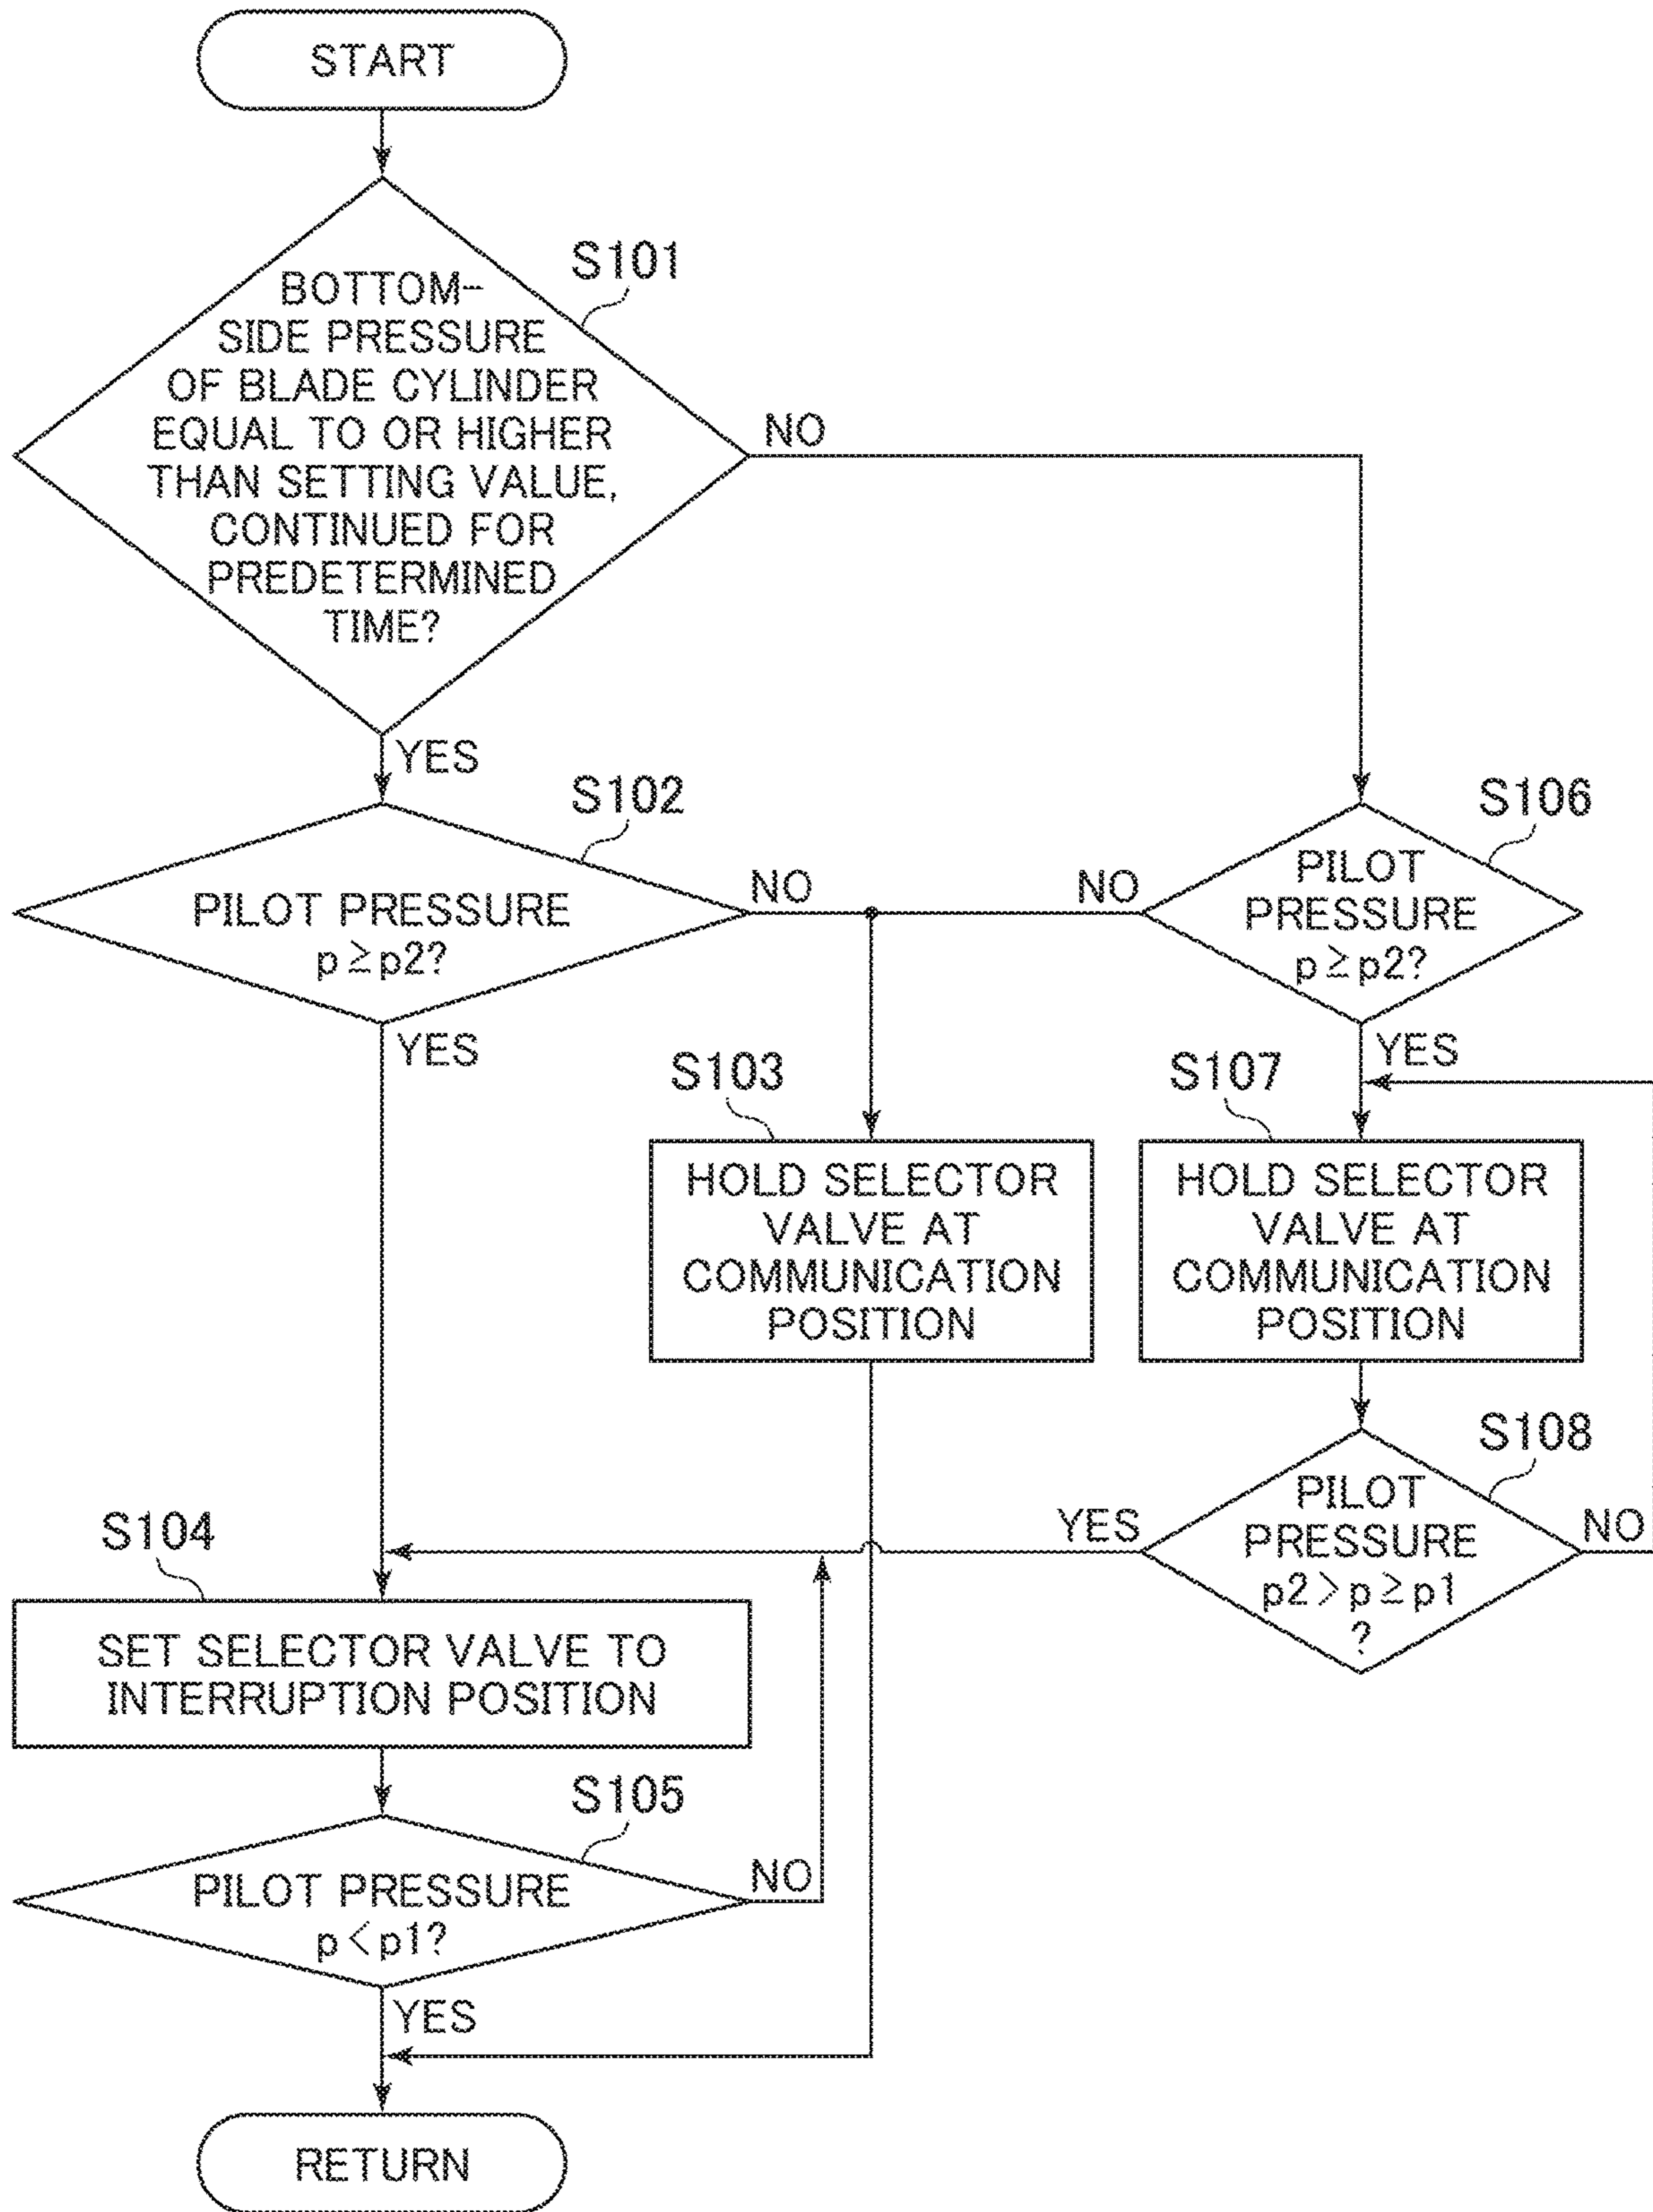 START
S101
BOTTOM-
SIDE PRESSURE
OF BLADE CYLINDER
EQUAL TO OR HIGHER
THAN SETTING VALUE,
CONTINUED FOR
PREDETERMINED
TIME?
NO
YES
S102
PILOT PRESSURE
p≧p2?
NO
YES
S106
PILOT
PRESSURE
p≧p2?
NO
YES
S103
HOLD SELECTOR
VALVE AT
COMMUNICATION
POSITION
S107
HOLD SELECTOR
VALVE AT
COMMUNICATION
POSITION
S108
PILOT
PRESSURE
p2>p≧p1
?
YES
NO
S104
SET SELECTOR VALVE TO
INTERRUPTION POSITION
S105
PILOT PRESSURE
p<p1?
NO
YES
RETURN